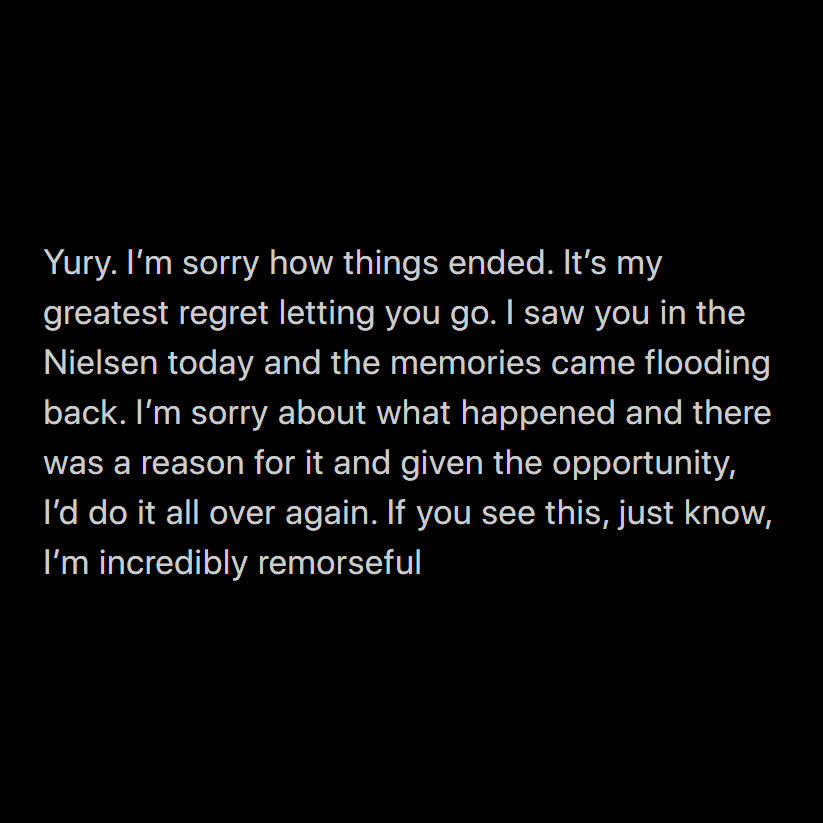 Yury. I’m sorry how things ended. It’s my
greatest regret letting you go. I saw you in the
Nielsen today and the memories came flooding
back. I’m sorry about what happened and there
was a reason for it and given the opportunity,
I’d do it all over again. If you see this, just know,
I’m incredibly remorseful